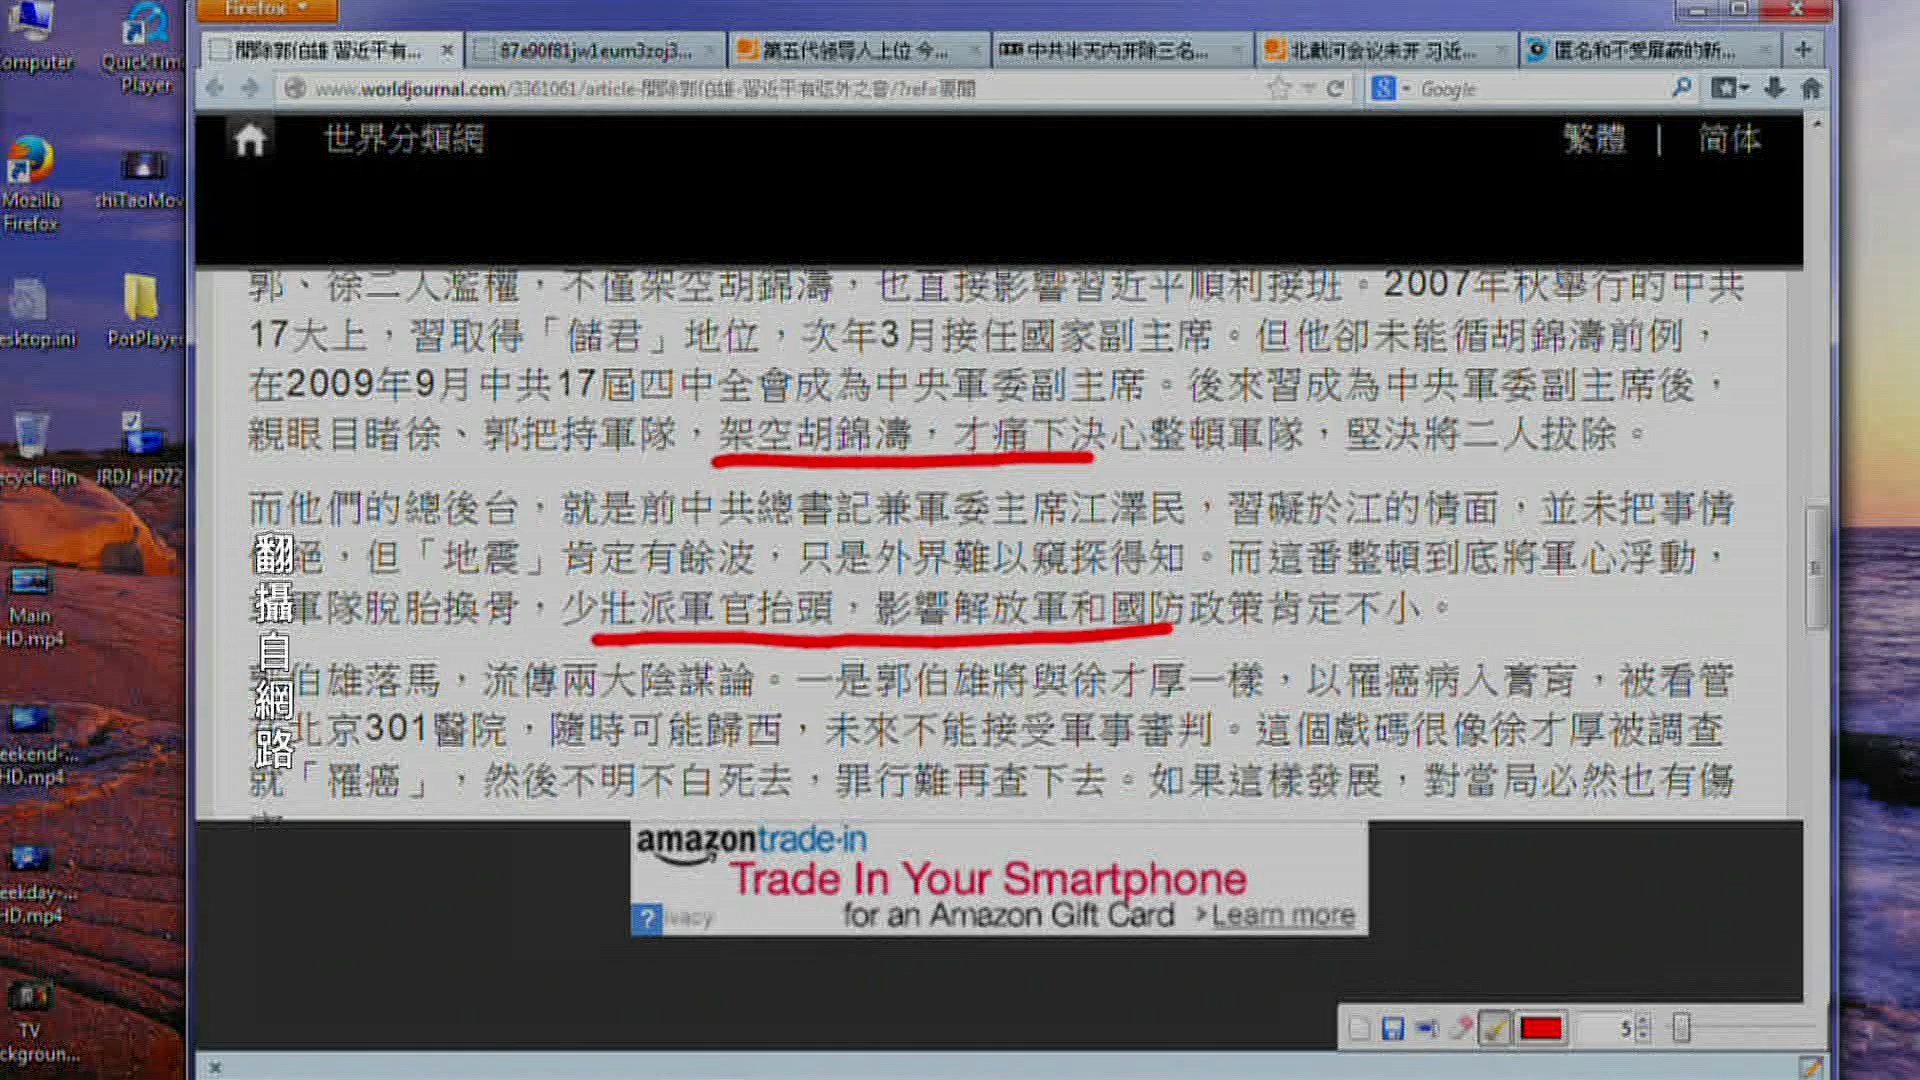 Firefox
開除郭伯雄 習近平有...
87e90f81jw1eum3zoj3...
第五代领导人上位 今...
中共半天内开除三名...
北戴河会议未开 习近...
匿名和不受屏蔽的新...
www.worldjournal.com/3361061/article-開除郭伯雄-習近平有弦外之音/?ref=要聞
Google
世界分類網
繁體 | 简体
郭、徐二人濫權，不僅架空胡錦濤，也直接影響習近平順利接班。2007年秋舉行的中共
17大上，習取得「儲君」地位，次年3月接任國家副主席。但他卻未能循胡錦濤前例，
在2009年9月中共17屆四中全會成為中央軍委副主席。後來習成為中央軍委副主席後，
親眼目睹徐、郭把持軍隊，架空胡錦濤，才痛下決心整頓軍隊，堅決將二人拔除。
而他們的總後台，就是前中共總書記兼軍委主席江澤民，習礙於江的情面，並未把事情
絕，但「地震」肯定有餘波，只是外界難以窺探得知。而這番整頓到底將軍心浮動，
軍隊脫胎換骨，少壯派軍官抬頭，影響解放軍和國防政策肯定不小。
伯雄落馬，流傳兩大陰謀論。一是郭伯雄將與徐才厚一樣，以罹癌病入膏肓，被看管
北京301醫院，隨時可能歸西，未來不能接受軍事審判。這個戲碼很像徐才厚被調查
就「罹癌」，然後不明不白死去，罪行難再查下去。如果這樣發展，對當局必然也有傷
翻攝自網路
amazontrade-in
Trade In Your Smartphone
for an Amazon Gift Card >Learn more
?
ivacy
5
omputer
QuickTim
Player
Mozilla
Firefox
shiTaoMov
esktop.ini
PotPlayer
ecycle Bin
JRDJ-HD72
Main
HD.mp4
eekend-...
HD.mp4
eekday-...
HD.mp4
TV
ckgroun...